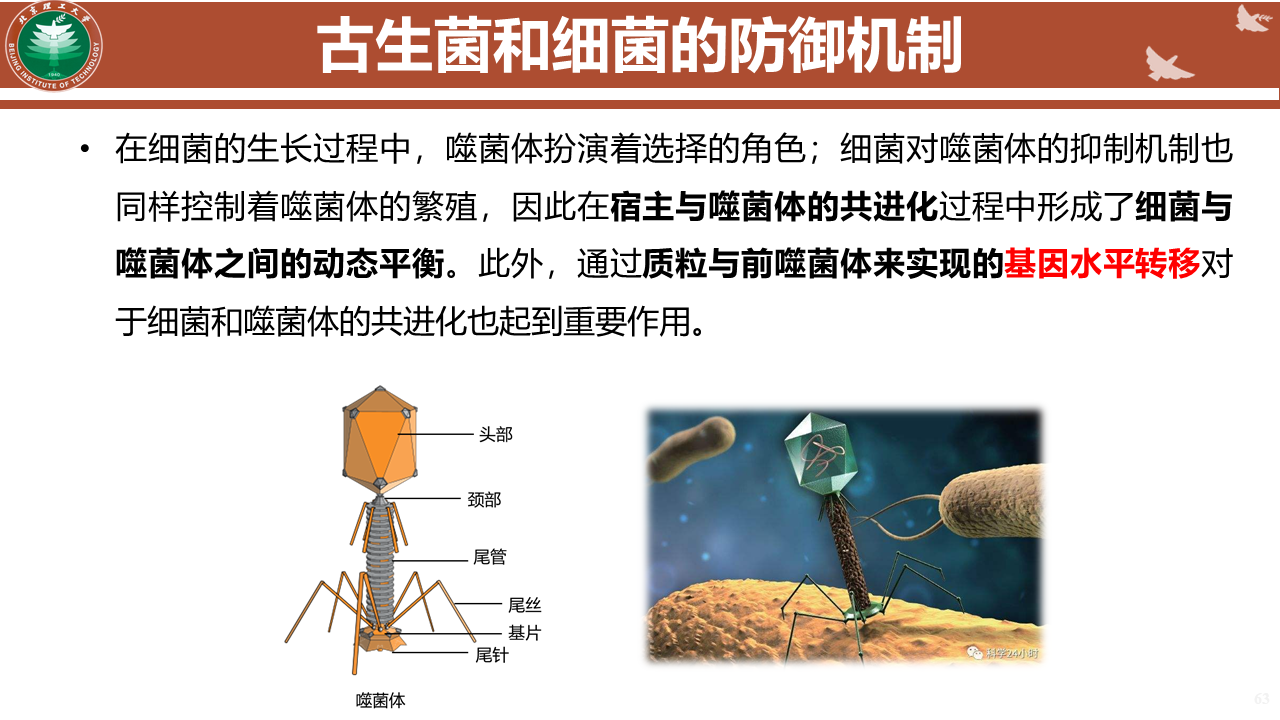 北京理工大学
BEIJING INSTITUTE OF TECHNOLOGY
1940
古生菌和细菌的防御机制
• 在细菌的生长过程中，噬菌体扮演着选择的角色；细菌对噬菌体的抑制机制也
同样控制着噬菌体的繁殖，因此在宿主与噬菌体的共进化过程中形成了细菌与
噬菌体之间的动态平衡。此外，通过质粒与前噬菌体来实现的基因水平转移对
于细菌和噬菌体的共进化也起到重要作用。
头部
颈部
尾管
尾丝
基片
尾针
噬菌体
科学24小时
63